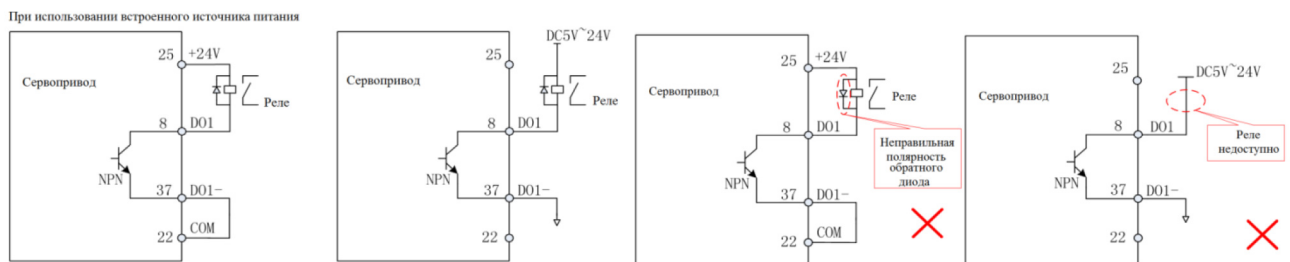 При использовании встроенного источника питания
25 +24V
Сервопривод
Реле
8 DO1
NPN
37 DO1-
22 COM
DC5V~24V
25
Сервопривод
Реле
8 DO1
NPN
37 DO1-
22
25 +24V
Сервопривод
Реле
8 DO1
Неправильная
полярность
обратного
диода
NPN
37 DO1-
22 COM
25
DC5V~24V
Сервопривод
8 DO1
Реле
недоступно
NPN
37 DO1-
22